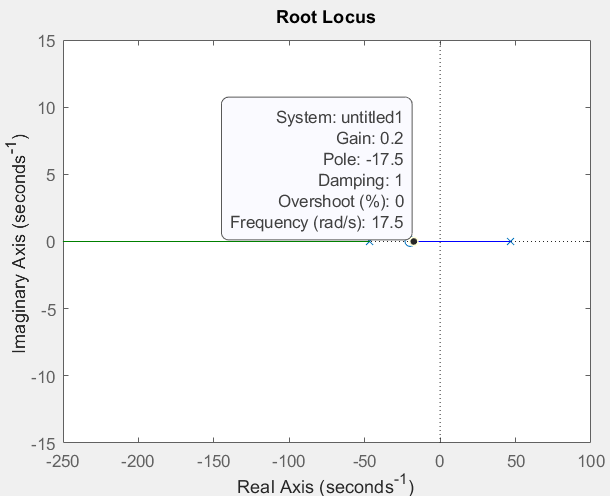 Root Locus
15
10
5
0
-5
-10
-15
Imaginary Axis (seconds-1)
System: untitled1
Gain: 0.2
Pole: -17.5
Damping: 1
Overshoot (%): 0
Frequency (rad/s): 17.5
-250
-200
-150
-100
-50
0
50
100
Real Axis (seconds-1)